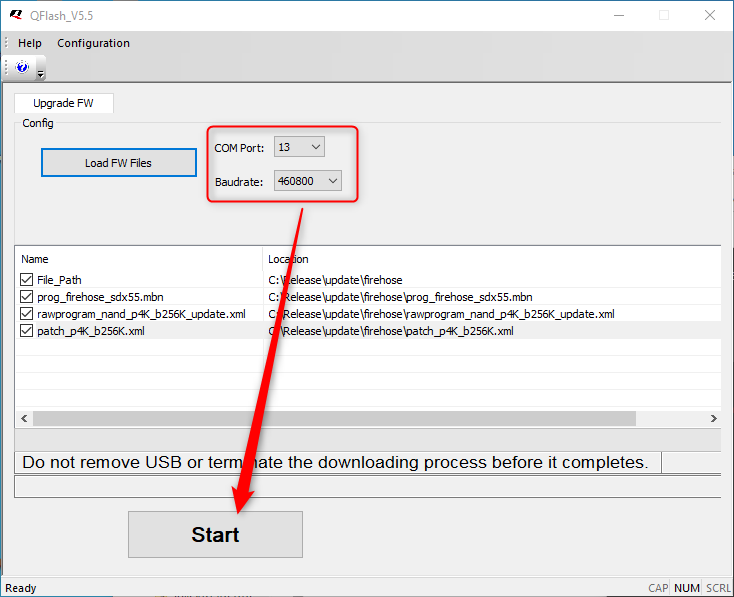 QFlash_V5.5
Help Configuration
Upgrade FW
Config
Load FW Files
COM Port: 13
Baudrate: 460800
Name Location
File_Path C:\Release\update\firehose
prog_firehose_sdx55.mbn C:\Release\update\firehose\prog_firehose_sdx55.mbn
rawprogram_nand_p4K_b256K_update.xml C:\Release\update\firehose\rawprogram_nand_p4K_b256K_update.xml
patch_p4K_b256K.xml C:\Release\update\firehose\patch_p4K_b256K.xml
Do not remove USB or terminate the downloading process before it completes.
Start
Ready CAP NUM SCRL